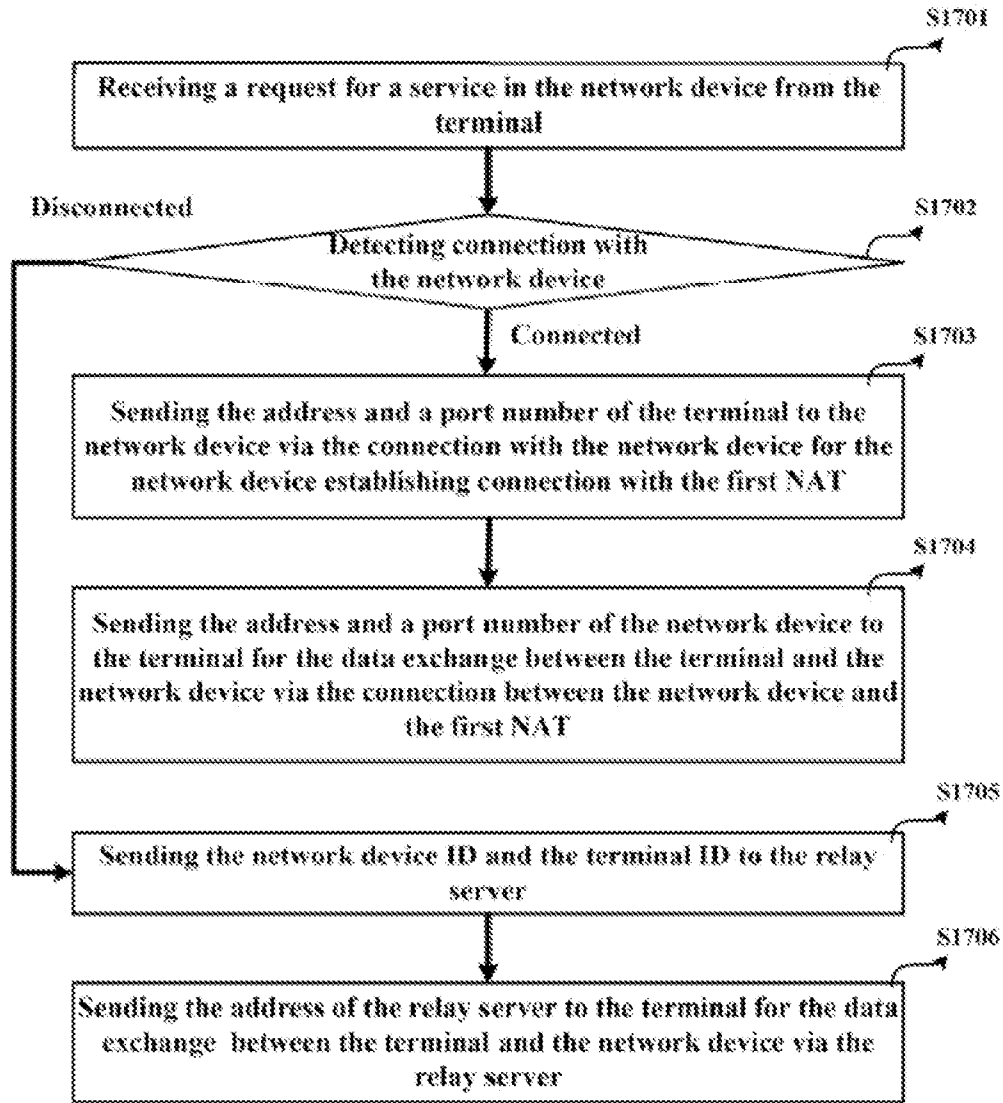 S1701
Receiving a request for a service in the network device from the
terminal
Disconnected
S1702
Detecting connection with
the network device
Connected
S1703
Sending the address and a port number of the terminal to the
network device via the connection with the network device for the
network device establishing connection with the first NAT
S1704
Sending the address and a port number of the network device to
the terminal for the data exchange between the terminal and the
network device via the connection between the network device and
the first NAT
S1705
Sending the network device ID and the terminal ID to the relay
server
S1706
Sending the address of the relay server to the terminal for the data
exchange between the terminal and the network device via the
relay server